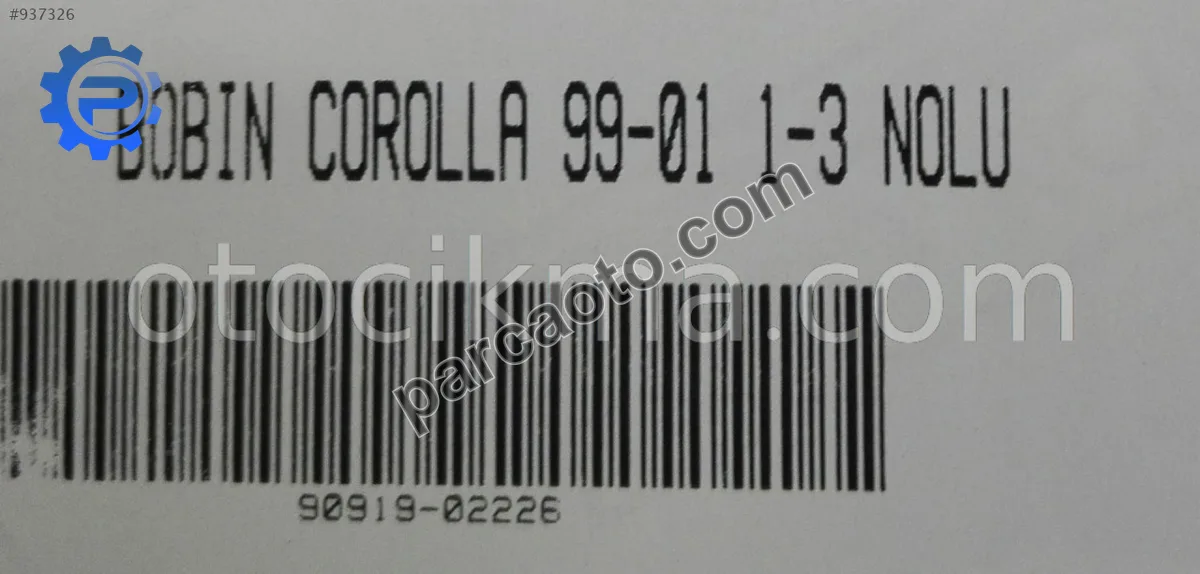 #937326
BOBIN COROLLA 99-01 1-3 NOLU
otocikma.com
parcaoto.com
90919-02226